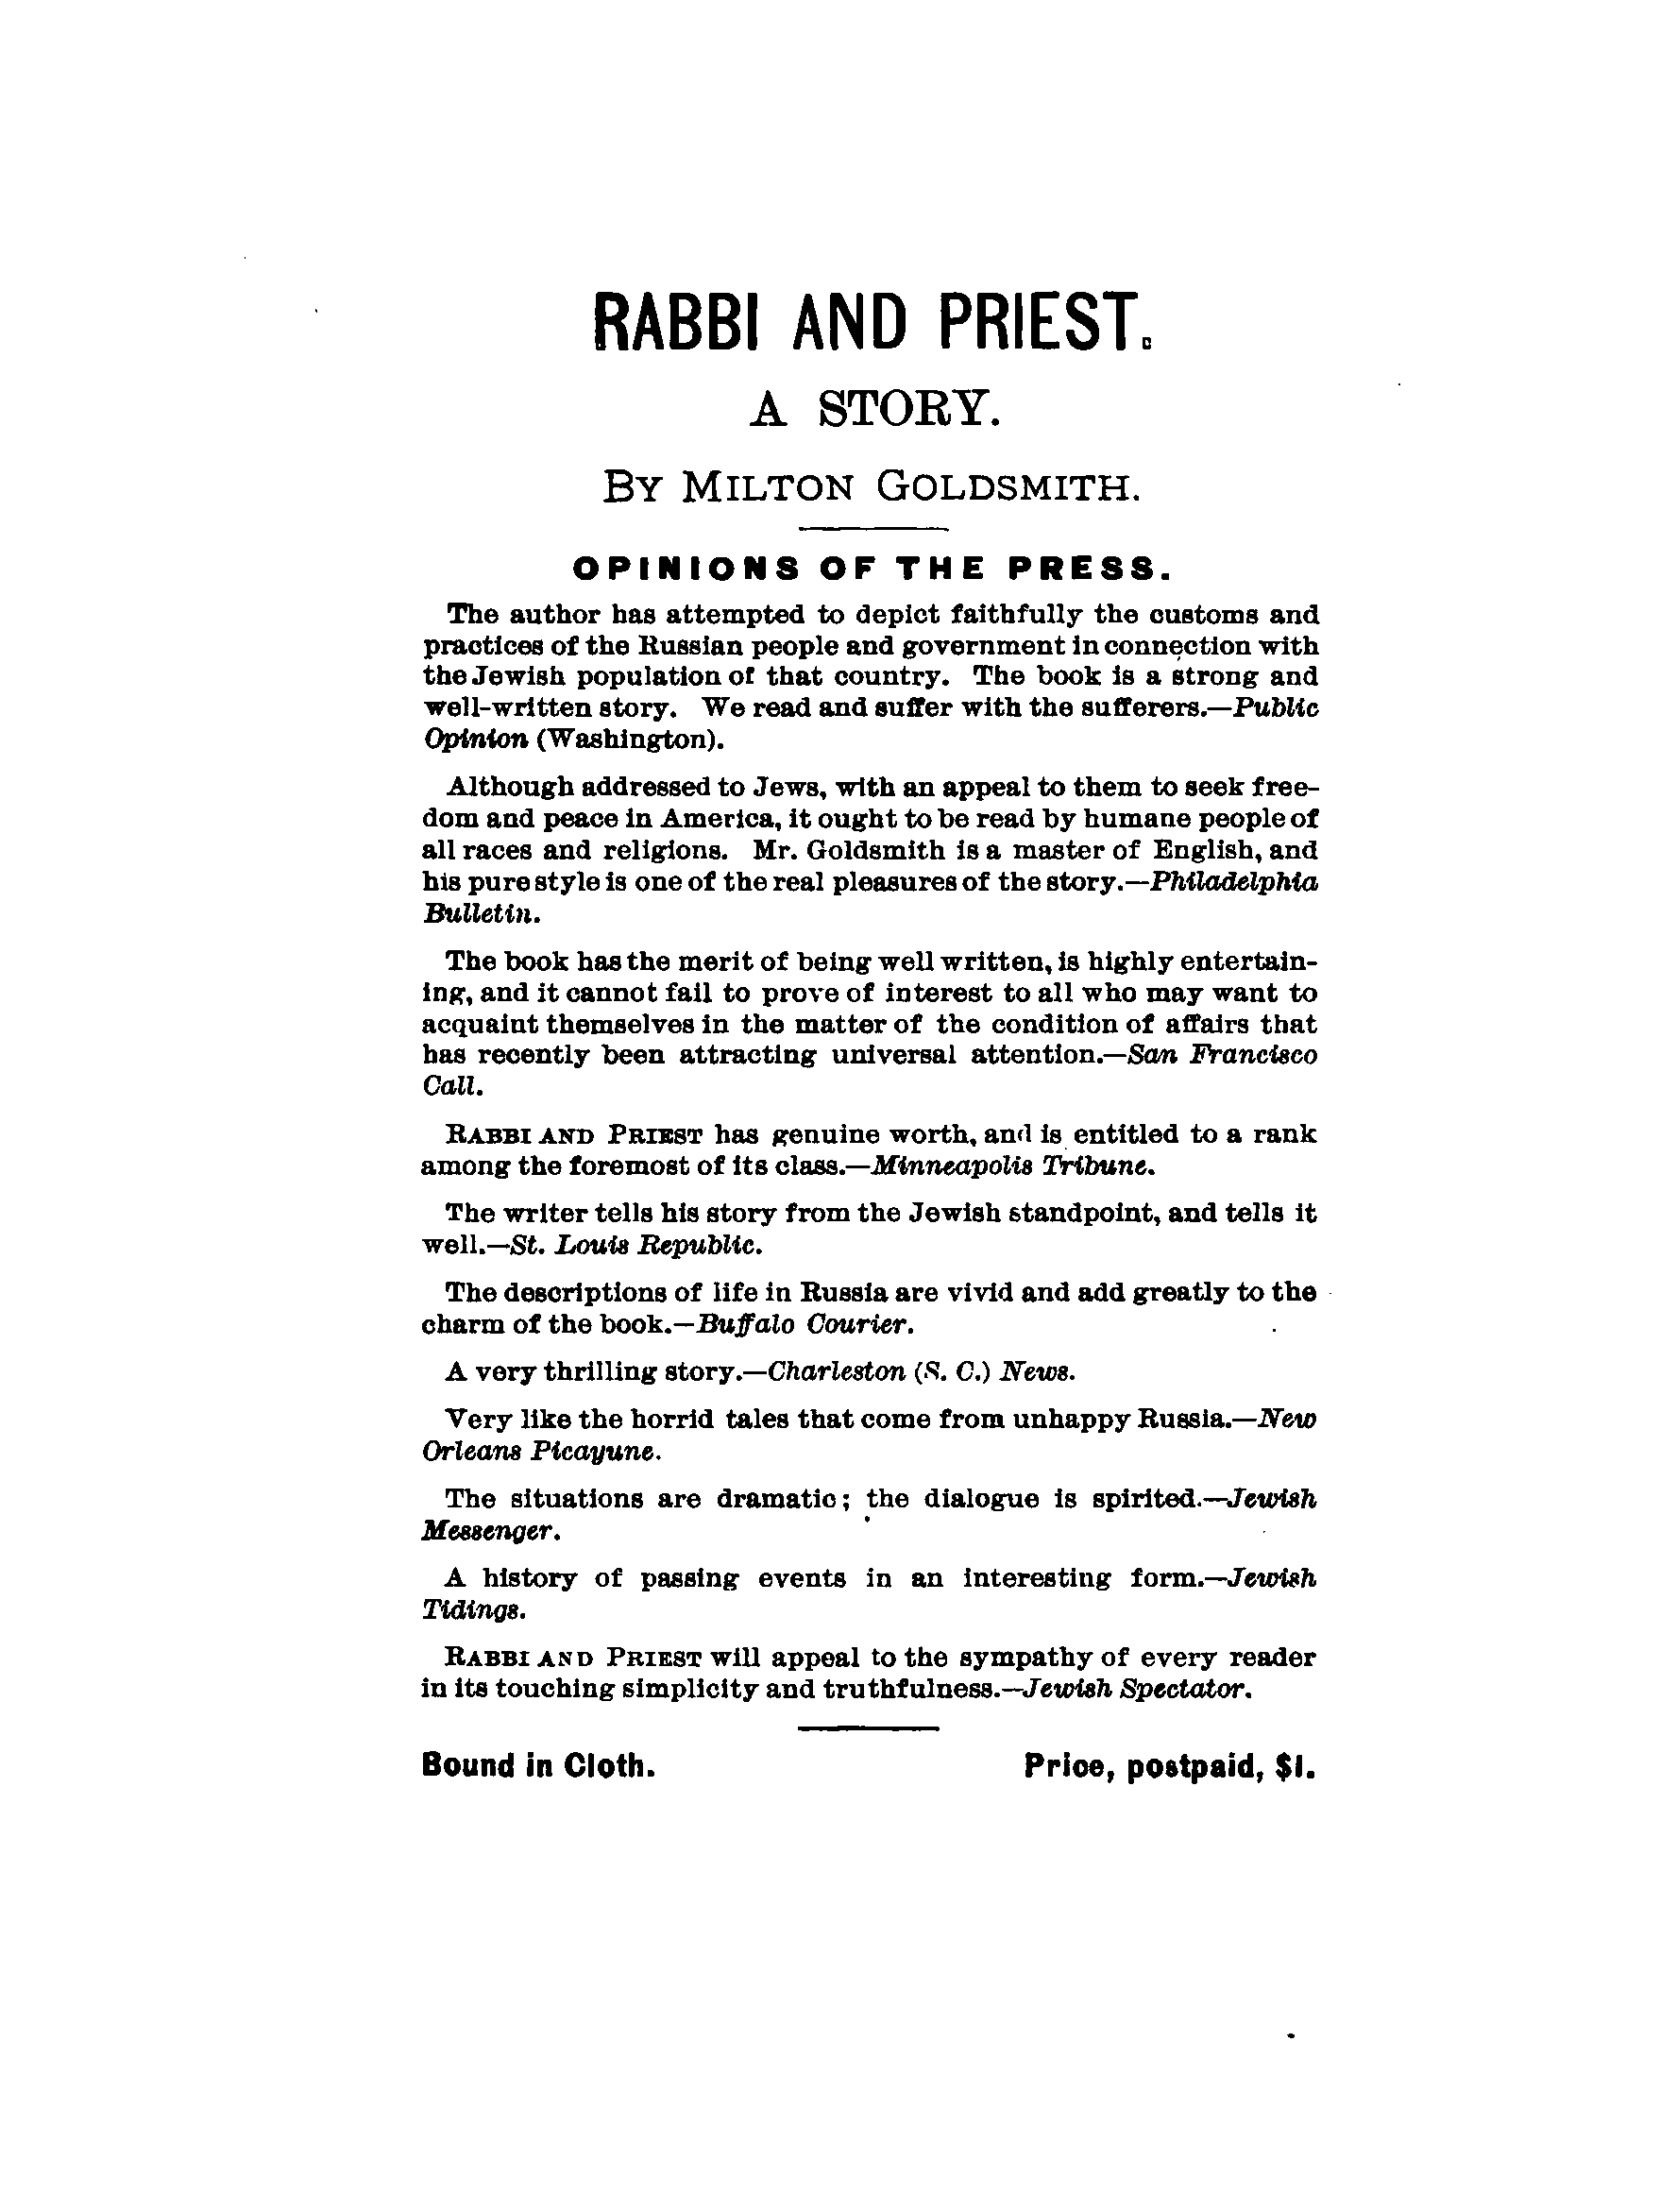 RABBI AND PRIEST.
A STORY.
BY MILTON GOLDSMITH.
OPINIONS OF THE PRESS.
The author has attempted to depict faithfully the customs and
practices of the Russian people and government in connection with
the Jewish population of that country. The book is a strong and
well-written story. We read and suffer with the sufferers.—Public
Opinion (Washington).
Although addressed to Jews, with an appeal to them to seek free-
dom and peace in America, it ought to be read by humane people of
all races and religions. Mr. Goldsmith is a master of English, and
his pure style is one of the real pleasures of the story.—Philadelphia
Bulletin.
The book has the merit of being well written, is highly entertain-
ing, and it cannot fail to prove of interest to all who may want to
acquaint themselves in the matter of the condition of affairs that
has recently been attracting universal attention.—San Francisco
Call.
RABBI AND PRIEST has genuine worth, and is entitled to a rank
among the foremost of its class.—Minneapolis Tribune.
The writer tells his story from the Jewish standpoint, and tells it
well.—St. Louis Republic.
The descriptions of life in Russia are vivid and add greatly to the
charm of the book.—Buffalo Courier.
A very thrilling story.—Charleston (S. C.) News.
Very like the horrid tales that come from unhappy Russia.—New
Orleans Picayune.
The situations are dramatic; the dialogue is spirited.—Jewish
Messenger.
A history of passing events in an interesting form.—Jewish
Tidings.
RABBI AND PRIEST will appeal to the sympathy of every reader
in its touching simplicity and truthfulness.—Jewish Spectator.
Bound in Cloth. Price, postpaid, $1.